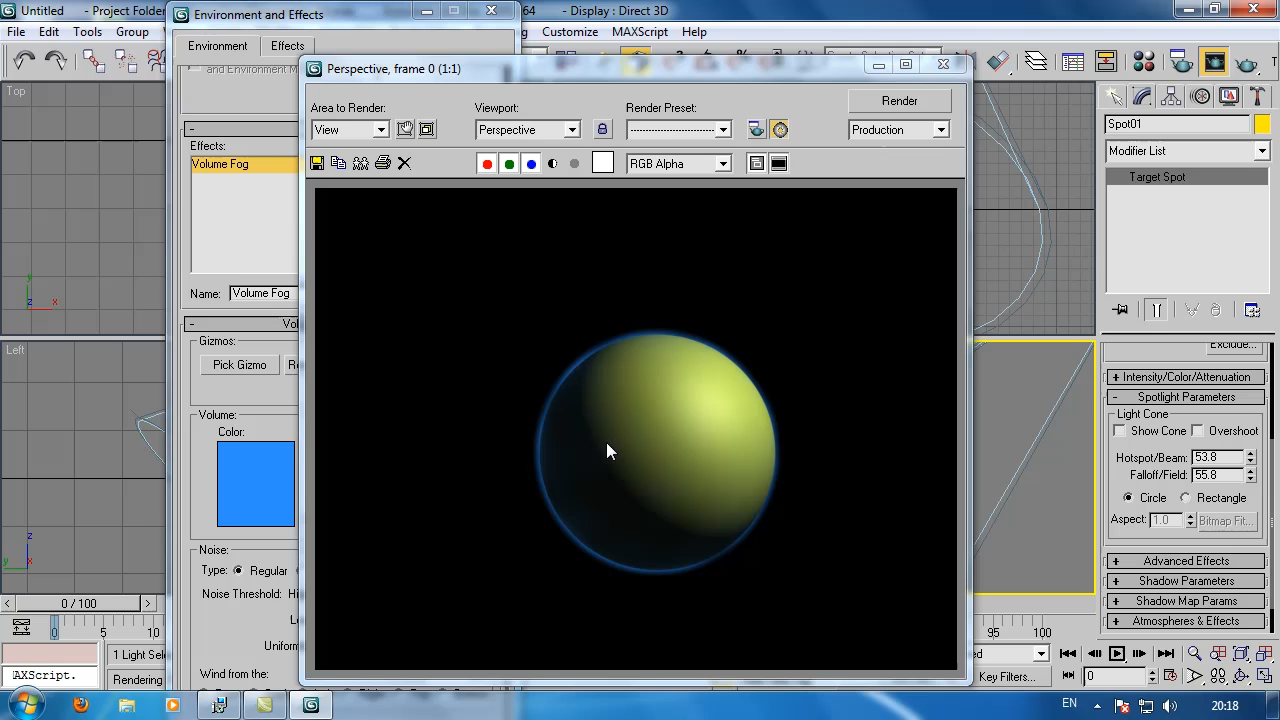 Untitled - Project Folder
64 - Display : Direct 3D
Environment and Effects
File Edit Tools Group
Customize MAXScript Help
Environment Effects
and Environment M
Perspective, frame 0 (1:1)
Area to Render: Viewport: Render Preset: Render
View Perspective Production
RGB Alpha
Top
Left
y z x
z y x
Effects:
Volume Fog
Name: Volume Fog
Vol
Gizmos:
Pick Gizmo R
Volume:
Color:
Noise:
Type: Regular
Noise Threshold: Hi
Lo
Uniform
Wind from the
Spot01
Modifier List
Target Spot
Exclude...
+ Intensity/Color/Attenuation
- Spotlight Parameters
Light Cone
Show Cone Overshoot
Hotspot/Beam: 53.8
Falloff/Field: 55.8
Circle Rectangle
Aspect: 1.0 Bitmap Fit...
+ Advanced Effects
+ Shadow Parameters
+ Shadow Map Params
+ Atmospheres & Effects
< 0 / 100 >
0 5 10
95 100
1 Light Sele
AXScript. Rendering
ed
Key Filters...
0
EN 20:18